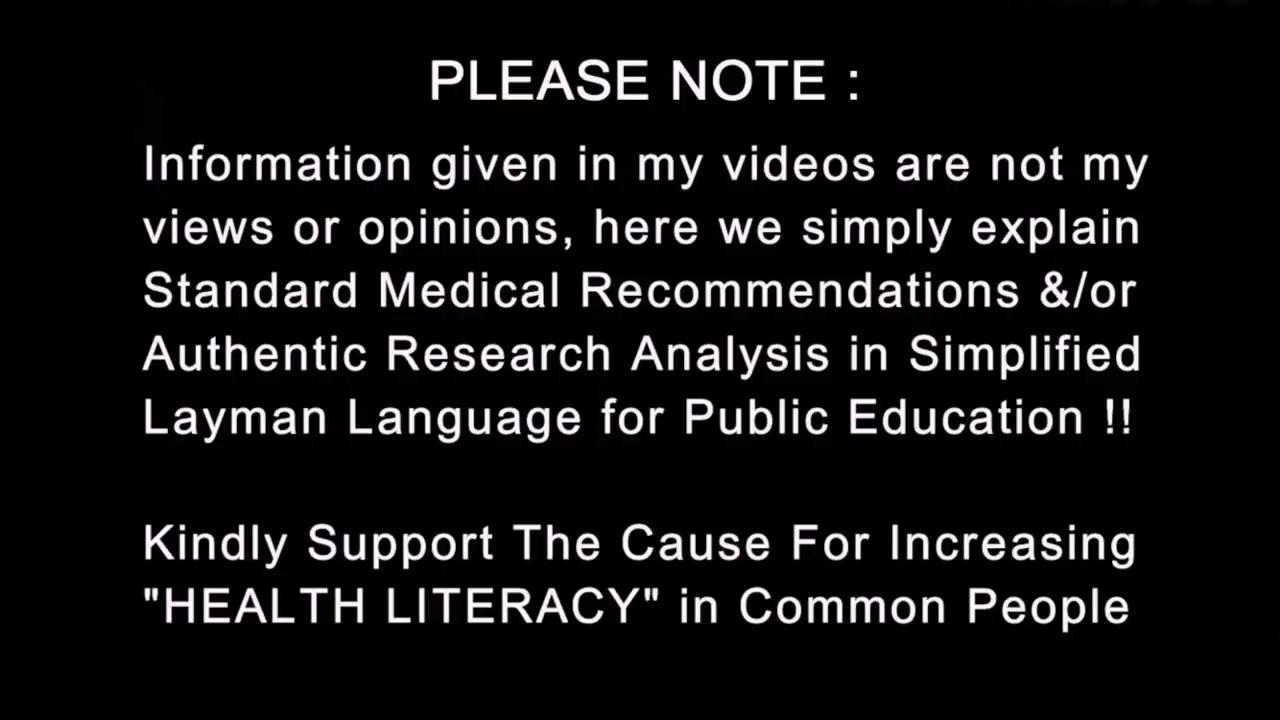 PLEASE NOTE :
Information given in my videos are not my
views or opinions, here we simply explain
Standard Medical Recommendations &/or
Authentic Research Analysis in Simplified
Layman Language for Public Education !!
Kindly Support The Cause For Increasing
"HEALTH LITERACY" in Common People